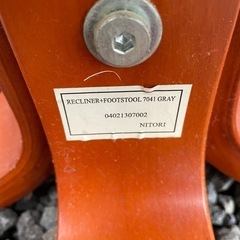 RECLINER+FOOTSTOOL 7041 GRAY
04021307002
NITORI